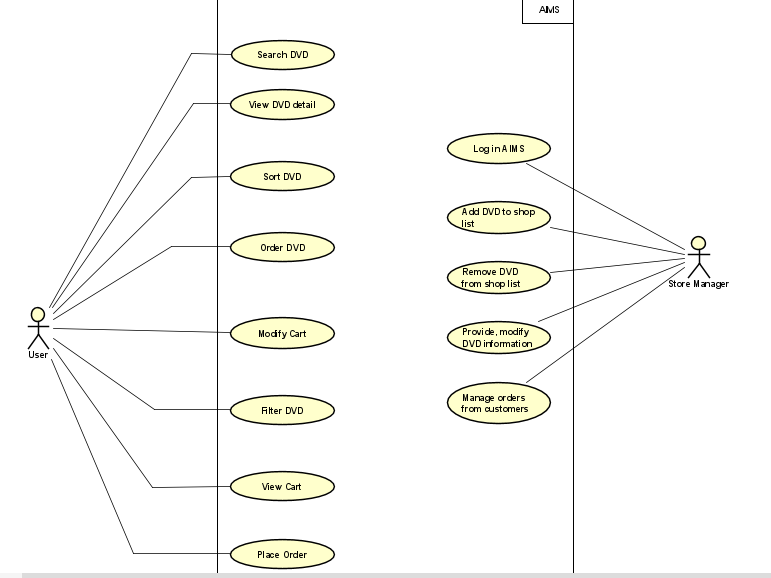 AIMS
Search DVD
View DVD detail
Sort DVD
Order DVD
Modify Cart
Filter DVD
View Cart
Place Order
User
Log in AIMS
Add DVD to shop
list
Remove DVD
from shop list
Provide, modify
DVD information
Manage orders
from customers
Store Manager